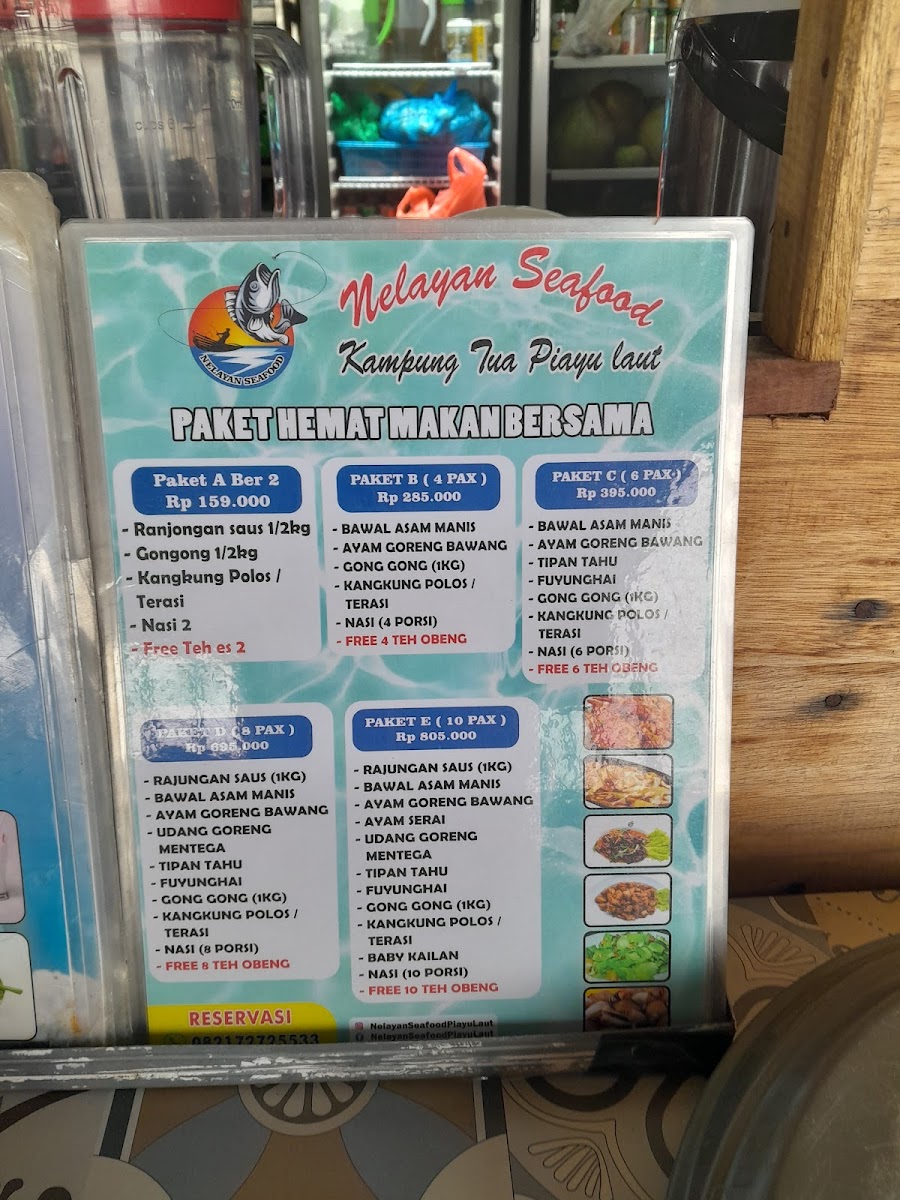 Nelayan Seafood
NELAYAN SEAFOOD
Kampung Tua Piayu laut
PAKET HEMAT MAKAN BERSAMA
Paket A Ber 2
Rp 159.000
- Ranjongan saus 1/2kg
- Gongong 1/2kg
- Kangkung Polos /
Terasi
- Nasi 2
- Free Teh es 2
PAKET B ( 4 PAX )
Rp 285.000
- BAWAL ASAM MANIS
- AYAM GORENG BAWANG
- GONG GONG (1KG)
- KANGKUNG POLOS /
TERASI
- NASI (4 PORSI)
- FREE 4 TEH OBENG
PAKET C ( 6 PAX )
Rp 395.000
- BAWAL ASAM MANIS
- AYAM GORENG BAWANG
- TIPAN TAHU
- FUYUNGHAI
- GONG GONG (1KG)
- KANGKUNG POLOS /
TERASI
- NASI (6 PORSI)
- FREE 6 TEH OBENG
PAKET D ( 8 PAX )
Rp 695.000
- RAJUNGAN SAUS (1KG)
- BAWAL ASAM MANIS
- AYAM GORENG BAWANG
- UDANG GORENG
MENTEGA
- TIPAN TAHU
- FUYUNGHAI
- GONG GONG (1KG)
- KANGKUNG POLOS /
TERASI
- NASI (8 PORSI)
- FREE 8 TEH OBENG
PAKET E ( 10 PAX )
Rp 805.000
- RAJUNGAN SAUS (1KG)
- BAWAL ASAM MANIS
- AYAM GORENG BAWANG
- AYAM SERAI
- UDANG GORENG
MENTEGA
- TIPAN TAHU
- FUYUNGHAI
- GONG GONG (1KG)
- KANGKUNG POLOS /
TERASI
- BABY KAILAN
- NASI (10 PORSI)
- FREE 10 TEH OBENG
RESERVASI
082172725533
NelayanSeafoodPiayuLaut
NelayanSeafoodPiayuLaut